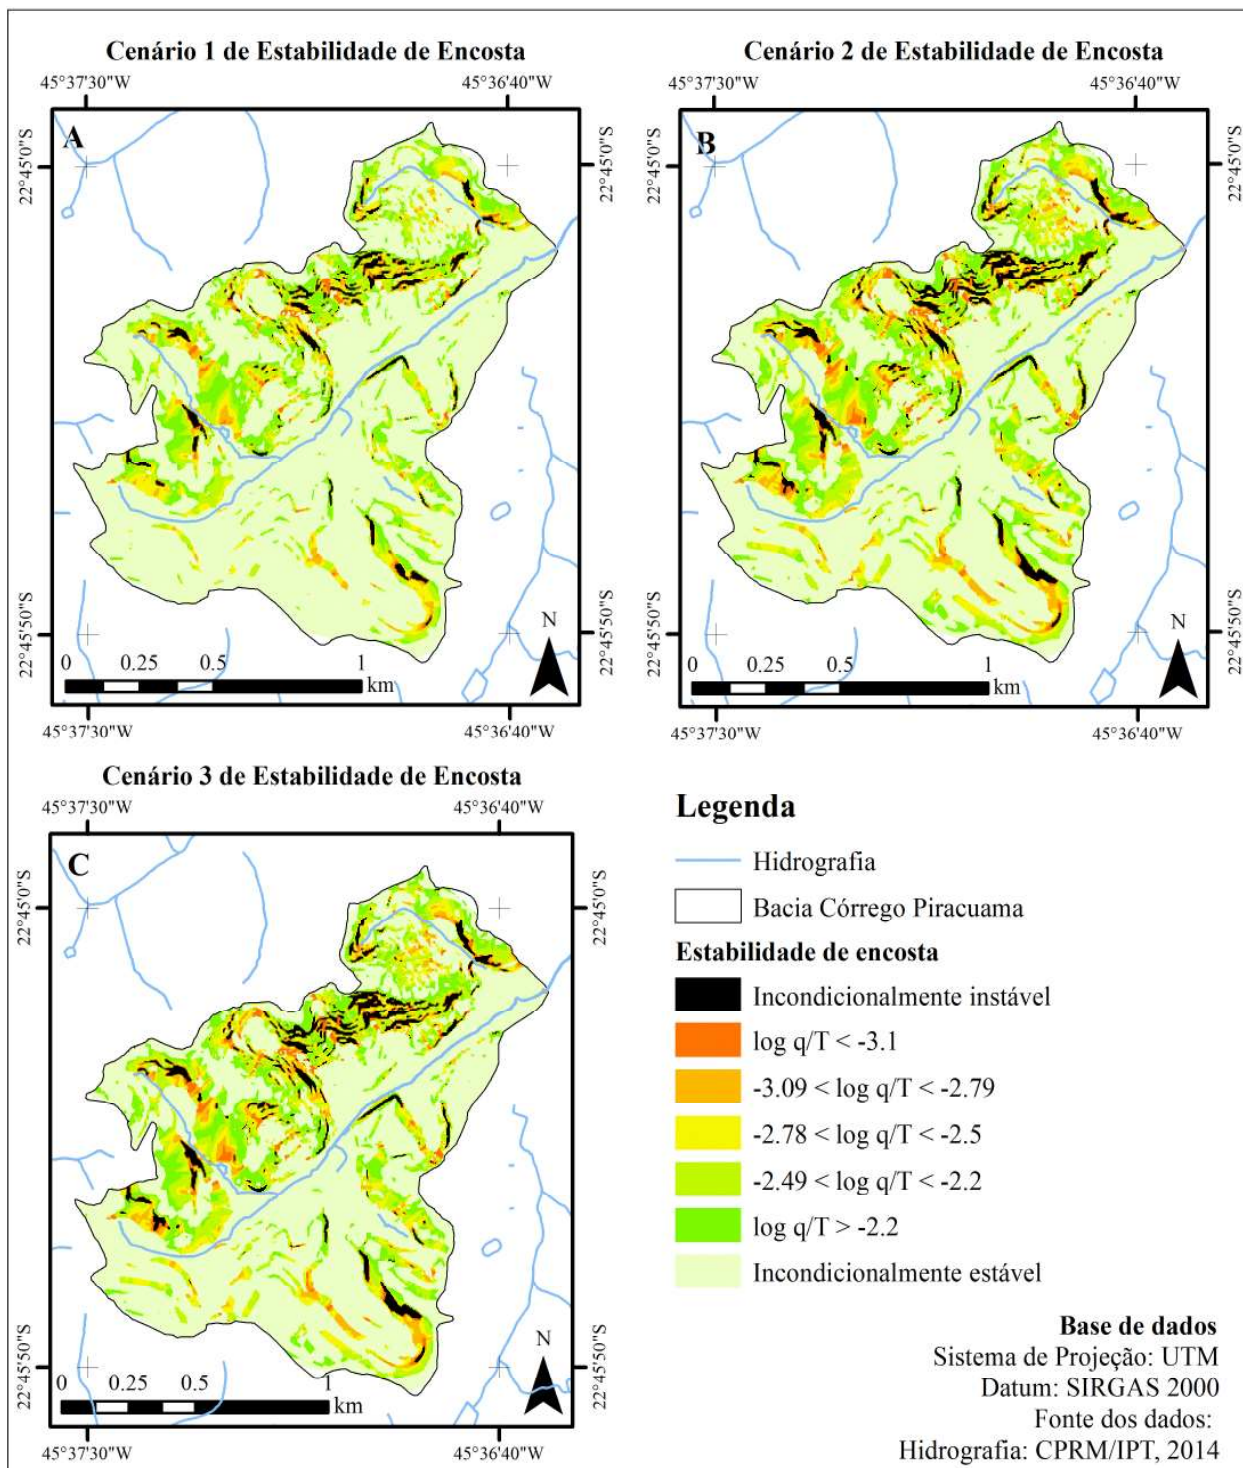 Cenário 1 de Estabilidade de Encosta
45°37'30"W 45°36'40"W
A
22°45'0"S 22°45'0"S
22°45'50"S 22°45'50"S
N
0 0.25 0.5 1
km
45°37'30"W 45°36'40"W
Cenário 2 de Estabilidade de Encosta
45°37'30"W 45°36'40"W
B
22°45'0"S 22°45'0"S
22°45'50"S 22°45'50"S
N
0 0.25 0.5 1
km
45°37'30"W 45°36'40"W
Cenário 3 de Estabilidade de Encosta
45°37'30"W 45°36'40"W
C
22°45'0"S 22°45'0"S
22°45'50"S 22°45'50"S
N
0 0.25 0.5 1
km
45°37'30"W 45°36'40"W
Legenda
Hidrografia
Bacia Córrego Piracuama
Estabilidade de encosta
Incondicionalmente instável
log q/T < -3.1
-3.09 < log q/T < -2.79
-2.78 < log q/T < -2.5
-2.49 < log q/T < -2.2
log q/T > -2.2
Incondicionalmente estável
Base de dados
Sistema de Projeção: UTM
Datum: SIRGAS 2000
Fonte dos dados:
Hidrografia: CPRM/IPT, 2014